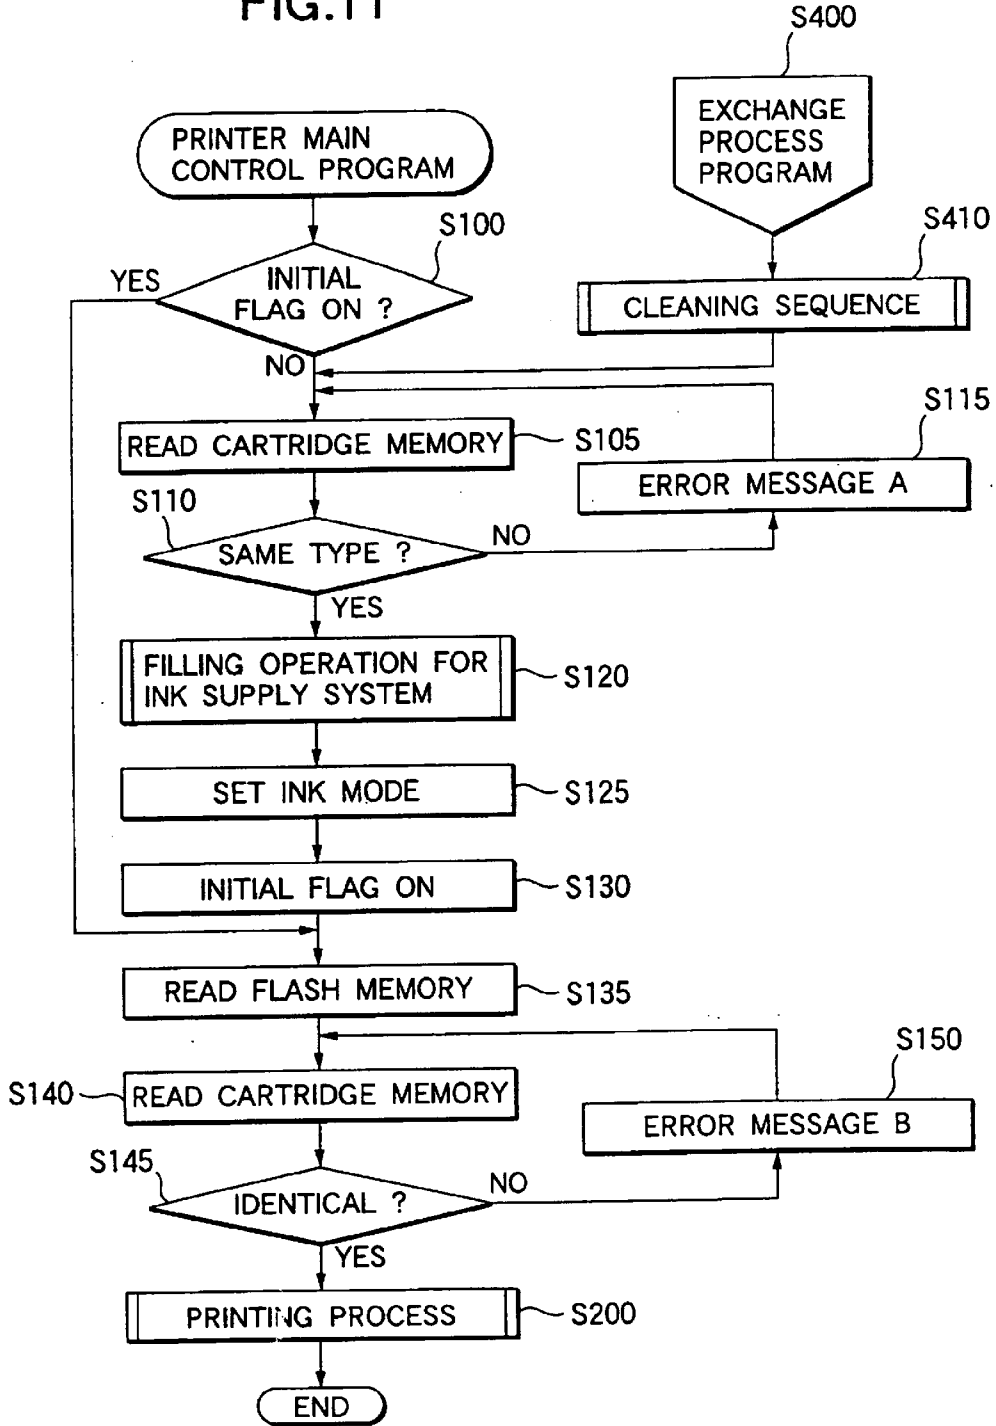 FIG.11
S400
EXCHANGE
PROCESS
PROGRAM
PRINTER MAIN
CONTROL PROGRAM
S100
S410
YES
INITIAL
FLAG ON ?
CLEANING SEQUENCE
NO
S115
READ CARTRIDGE MEMORY
S105
ERROR MESSAGE A
S110
SAME TYPE ?
NO
YES
FILLING OPERATION FOR
INK SUPPLY SYSTEM
S120
SET INK MODE
S125
INITIAL FLAG ON
S130
READ FLASH MEMORY
S135
S150
S140
READ CARTRIDGE MEMORY
ERROR MESSAGE B
S145
IDENTICAL ?
NO
YES
PRINTING PROCESS
S200
END